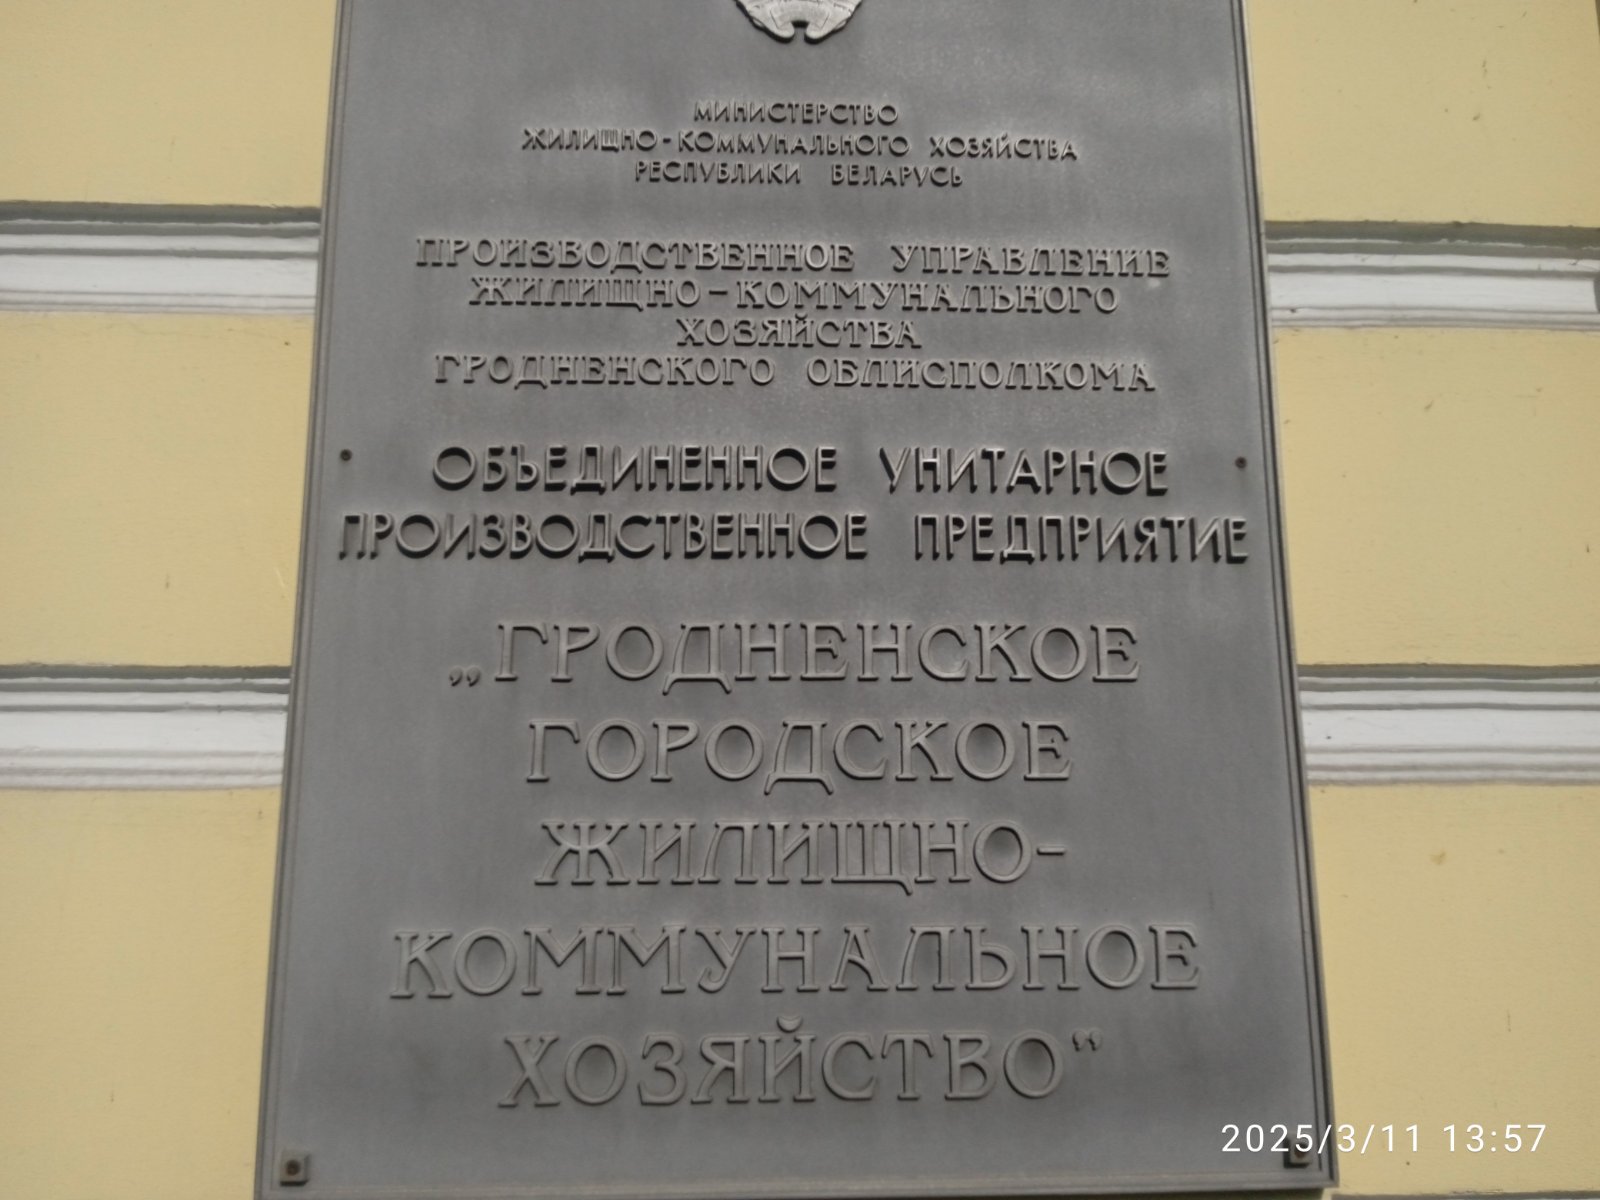 МИНИСТЕРСТВО
ЖИЛИЩНО-КОММУНАЛЬНОГО ХОЗЯЙСТВА
РЕСПУБЛИКИ БЕЛАРУСЬ
ПРОИЗВОДСТВЕННОЕ УПРАВЛЕНИЕ
ЖИЛИЩНО-КОММУНАЛЬНОГО
ХОЗЯЙСТВА
ГРОДНЕНСКОГО ОБЛИСПОЛКОМА
ОБЪЕДИНЕННОЕ УНИТАРНОЕ
ПРОИЗВОДСТВЕННОЕ ПРЕДПРИЯТИЕ
„ГРОДНЕНСКОЕ
ГОРОДСКОЕ
ЖИЛИЩНО-
КОММУНАЛЬНОЕ
ХОЗЯЙСТВО"
2025/3/11 13:57